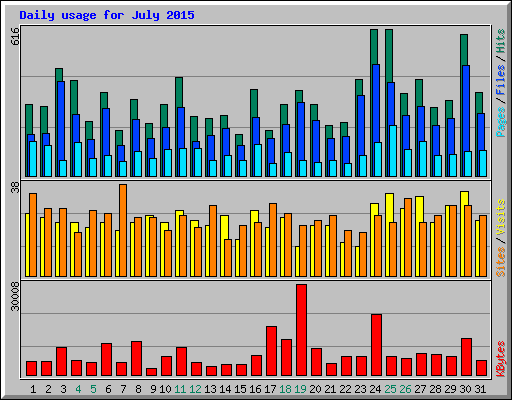 Daily usage for July 2015
616
Pages / Files / Hits
38
Sites / Visits
30008
KBytes
1 2 3 4 5 6 7 8 9 10 11 12 13 14 15 16 17 18 19 20 21 22 23 24 25 26 27 28 29 30 31